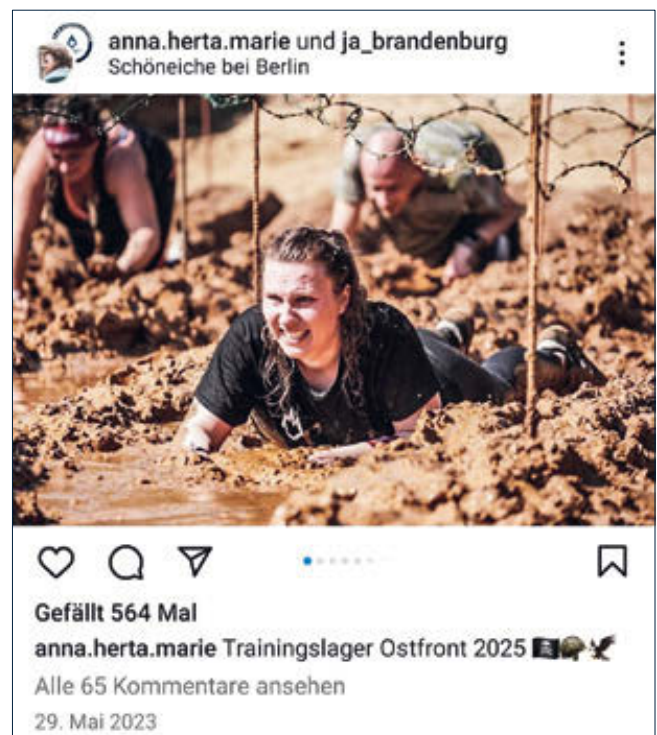 anna.herta.marie und ja_brandenburg
Schöneiche bei Berlin
Gefällt 564 Mal
anna.herta.marie Trainingslager Ostfront 2025 🏴‍☠️🪖🦅
Alle 65 Kommentare ansehen
29. Mai 2023